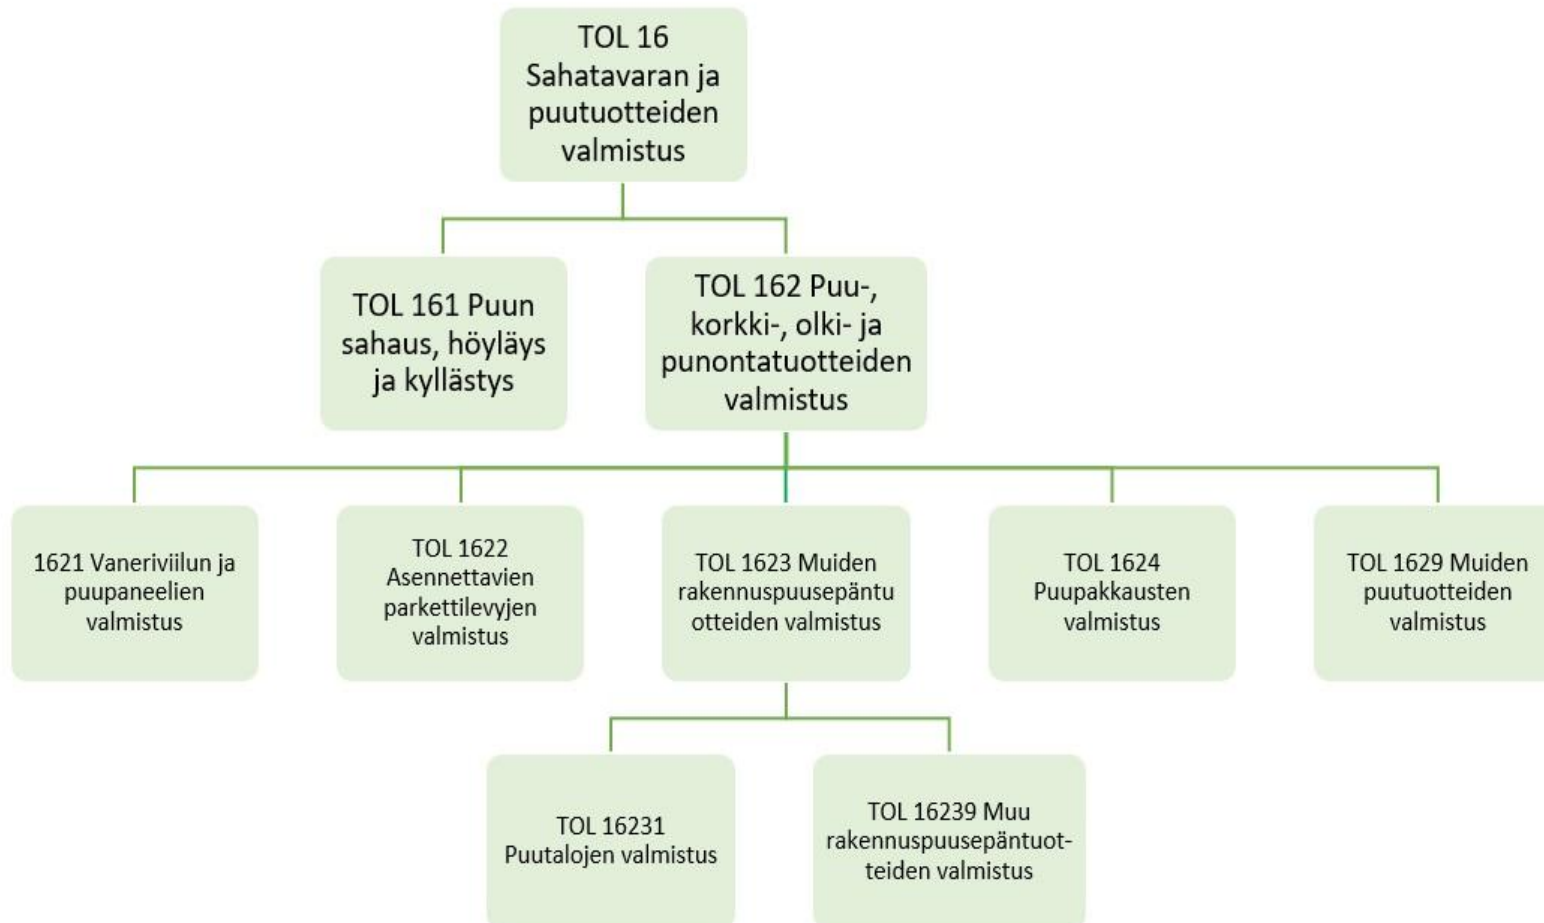 TOL 16
Sahatavaran ja
puutuotteiden
valmistus
TOL 161 Puun
sahaus, höyläys
ja kyllästys
TOL 162 Puu-,
korkki-, olki- ja
punontatuotteiden
valmistus
1621 Vaneriviilun ja
puupaneelien
valmistus
TOL 1622
Asennettavien
parkettilevyjen
valmistus
TOL 1623 Muiden
rakennuspuusepäntu
otteiden valmistus
TOL 1624
Puupakkausten
valmistus
TOL 1629 Muiden
puutuotteiden
valmistus
TOL 16231
Puutalojen valmistus
TOL 16239 Muu
rakennuspuusepäntuot-
teiden valmistus